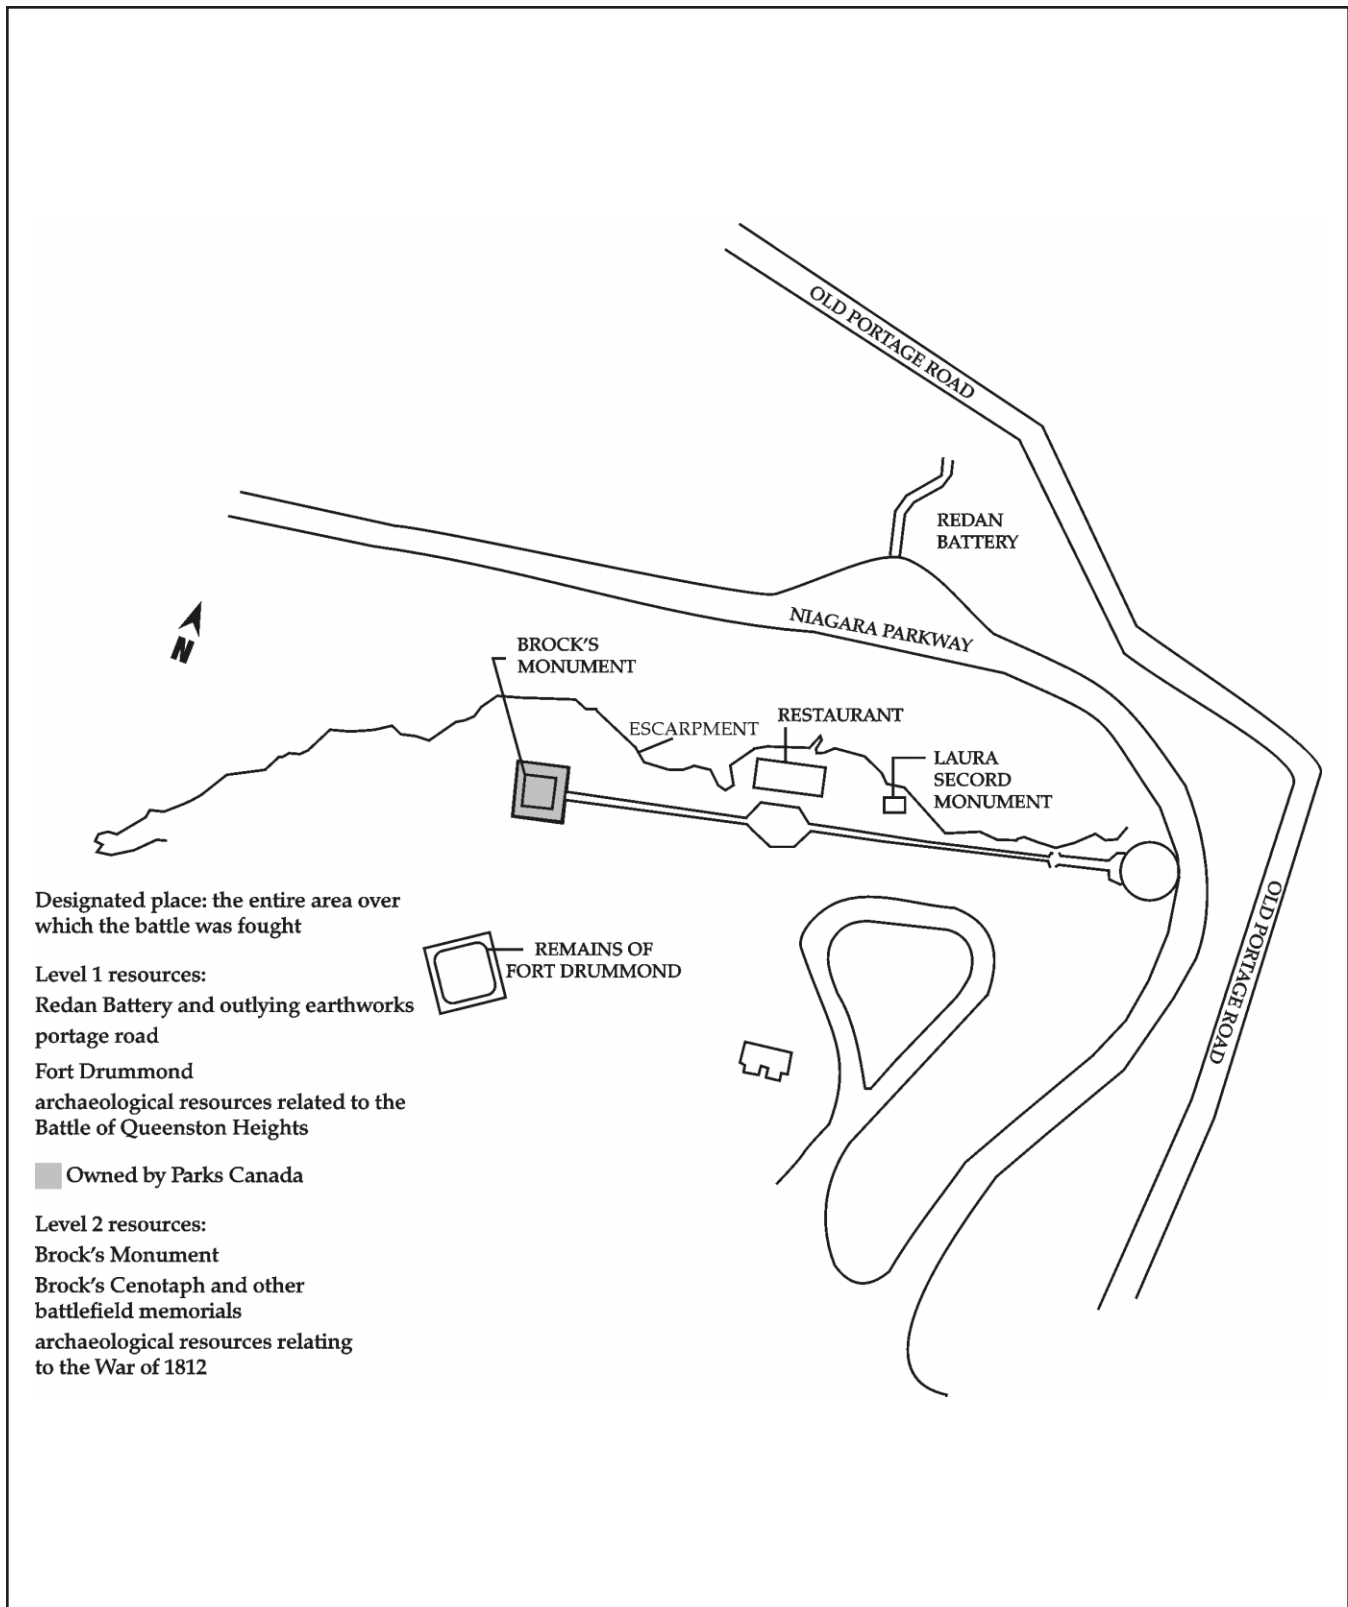 OLD PORTAGE ROAD
REDAN
BATTERY
NIAGARA PARKWAY
N
BROCK'S
MONUMENT
ESCARPMENT
RESTAURANT
LAURA
SECORD
MONUMENT
OLD PORTAGE ROAD
REMAINS OF
FORT DRUMMOND
Designated place: the entire area over
which the battle was fought
Level 1 resources:
Redan Battery and outlying earthworks
portage road
Fort Drummond
archaeological resources related to the
Battle of Queenston Heights
Owned by Parks Canada
Level 2 resources:
Brock's Monument
Brock's Cenotaph and other
battlefield memorials
archaeological resources relating
to the War of 1812